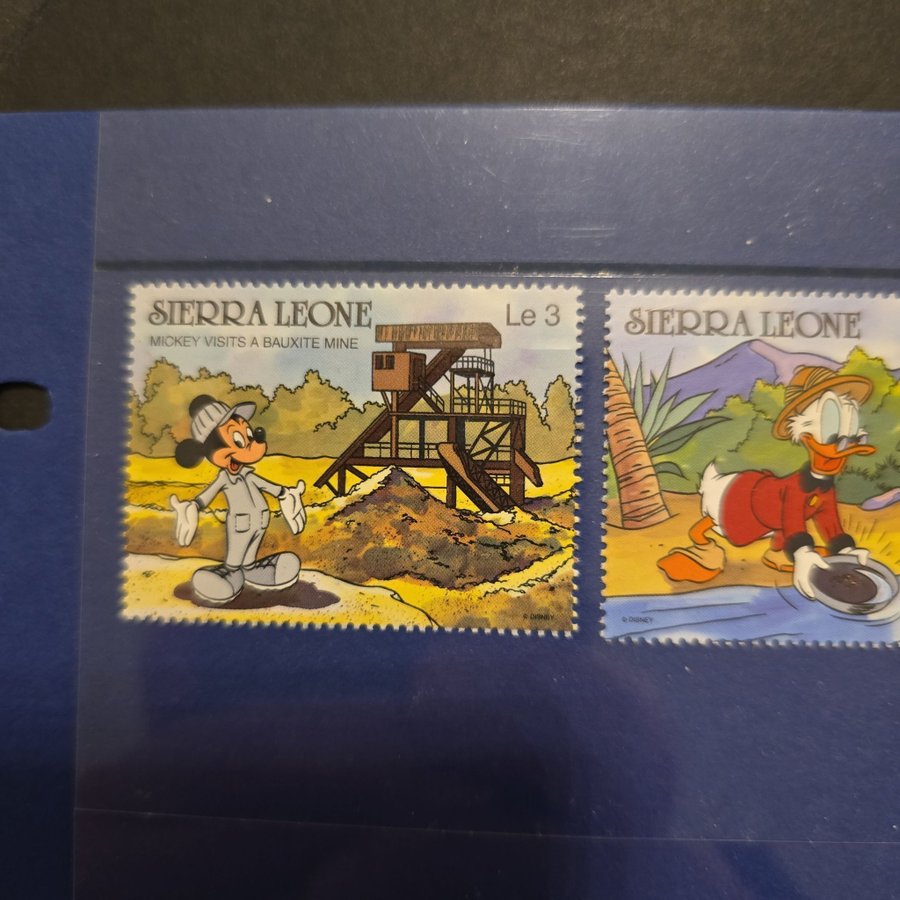 SIERRA LEONE
Le 3
MICKEY VISITS A BAUXITE MINE
© DISNEY
SIERRA LEONE
© DISNEY